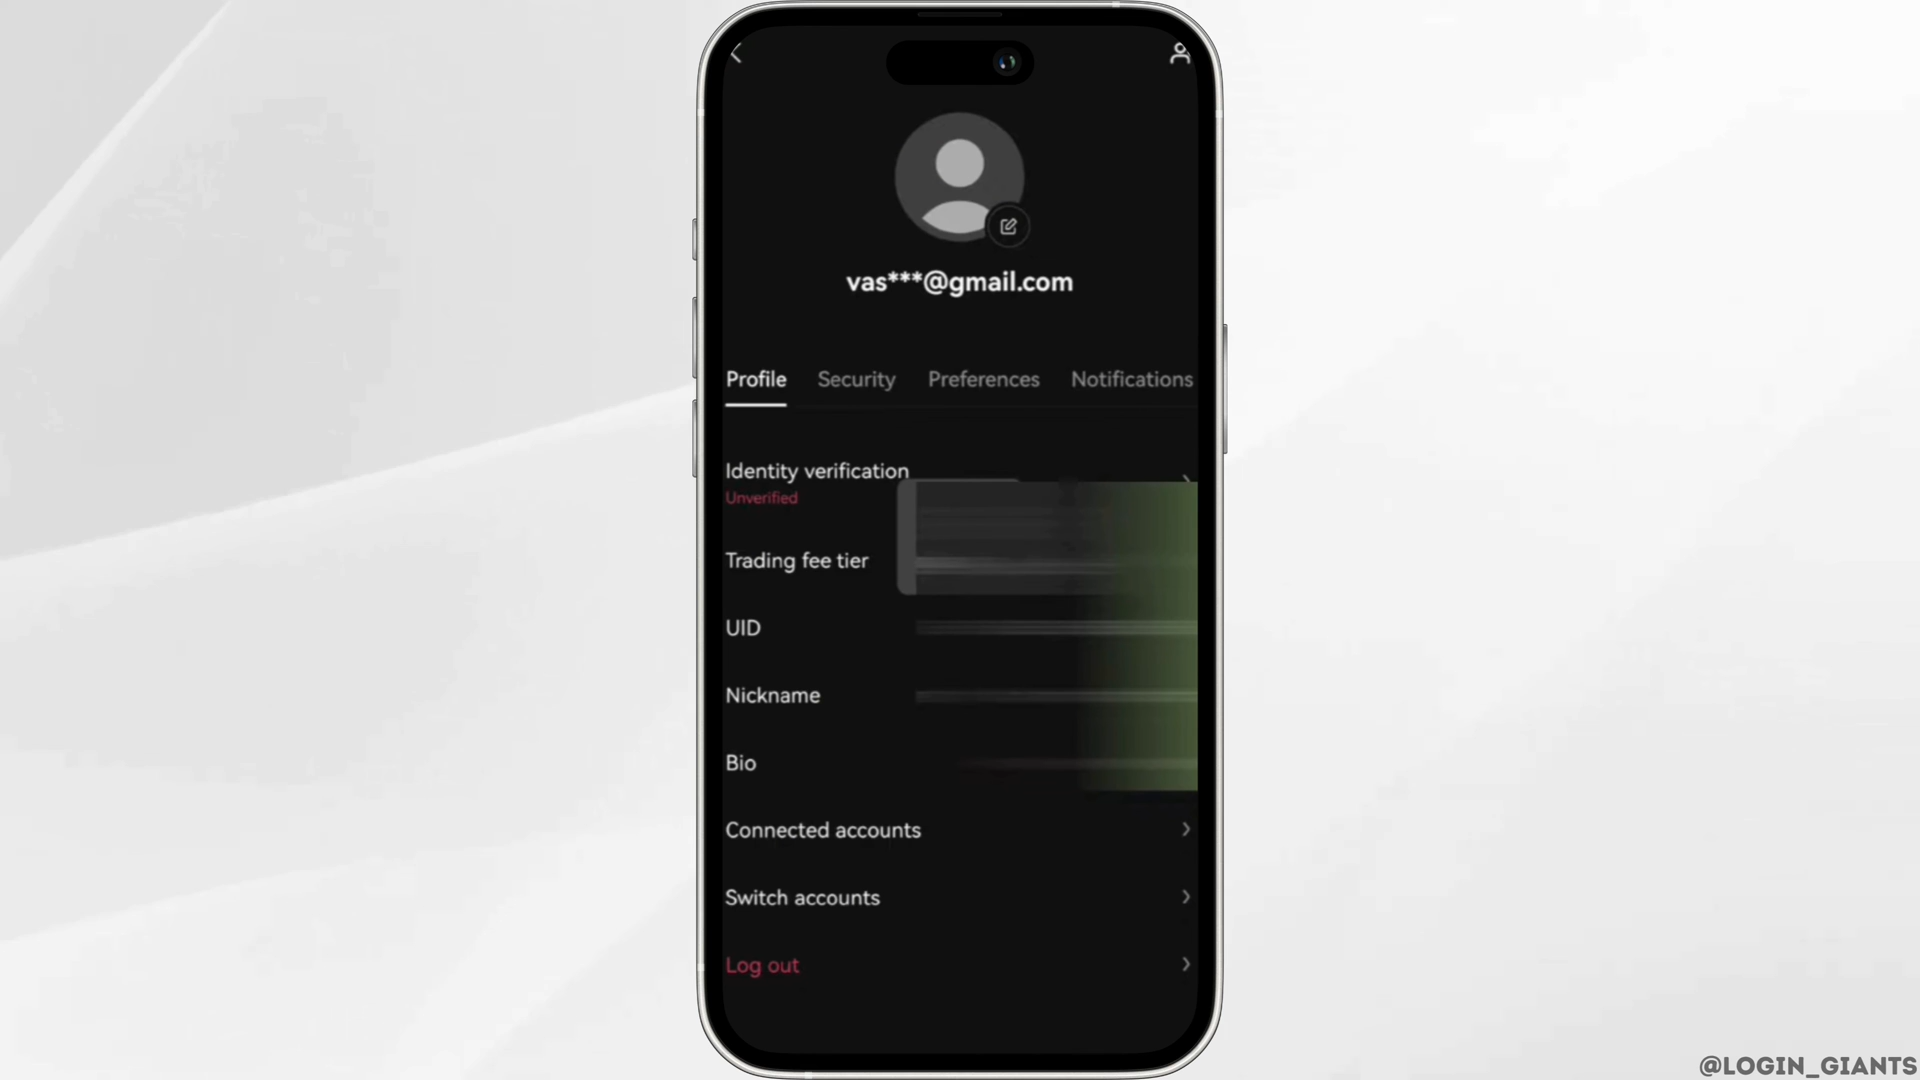 vas***@gmail.com
Profile Security Preferences Notifications
Identity verification
Unverified
Trading fee tier
UID
Nickname
Bio
Connected accounts
Switch accounts
Log out
@LOGIN_GIANTS